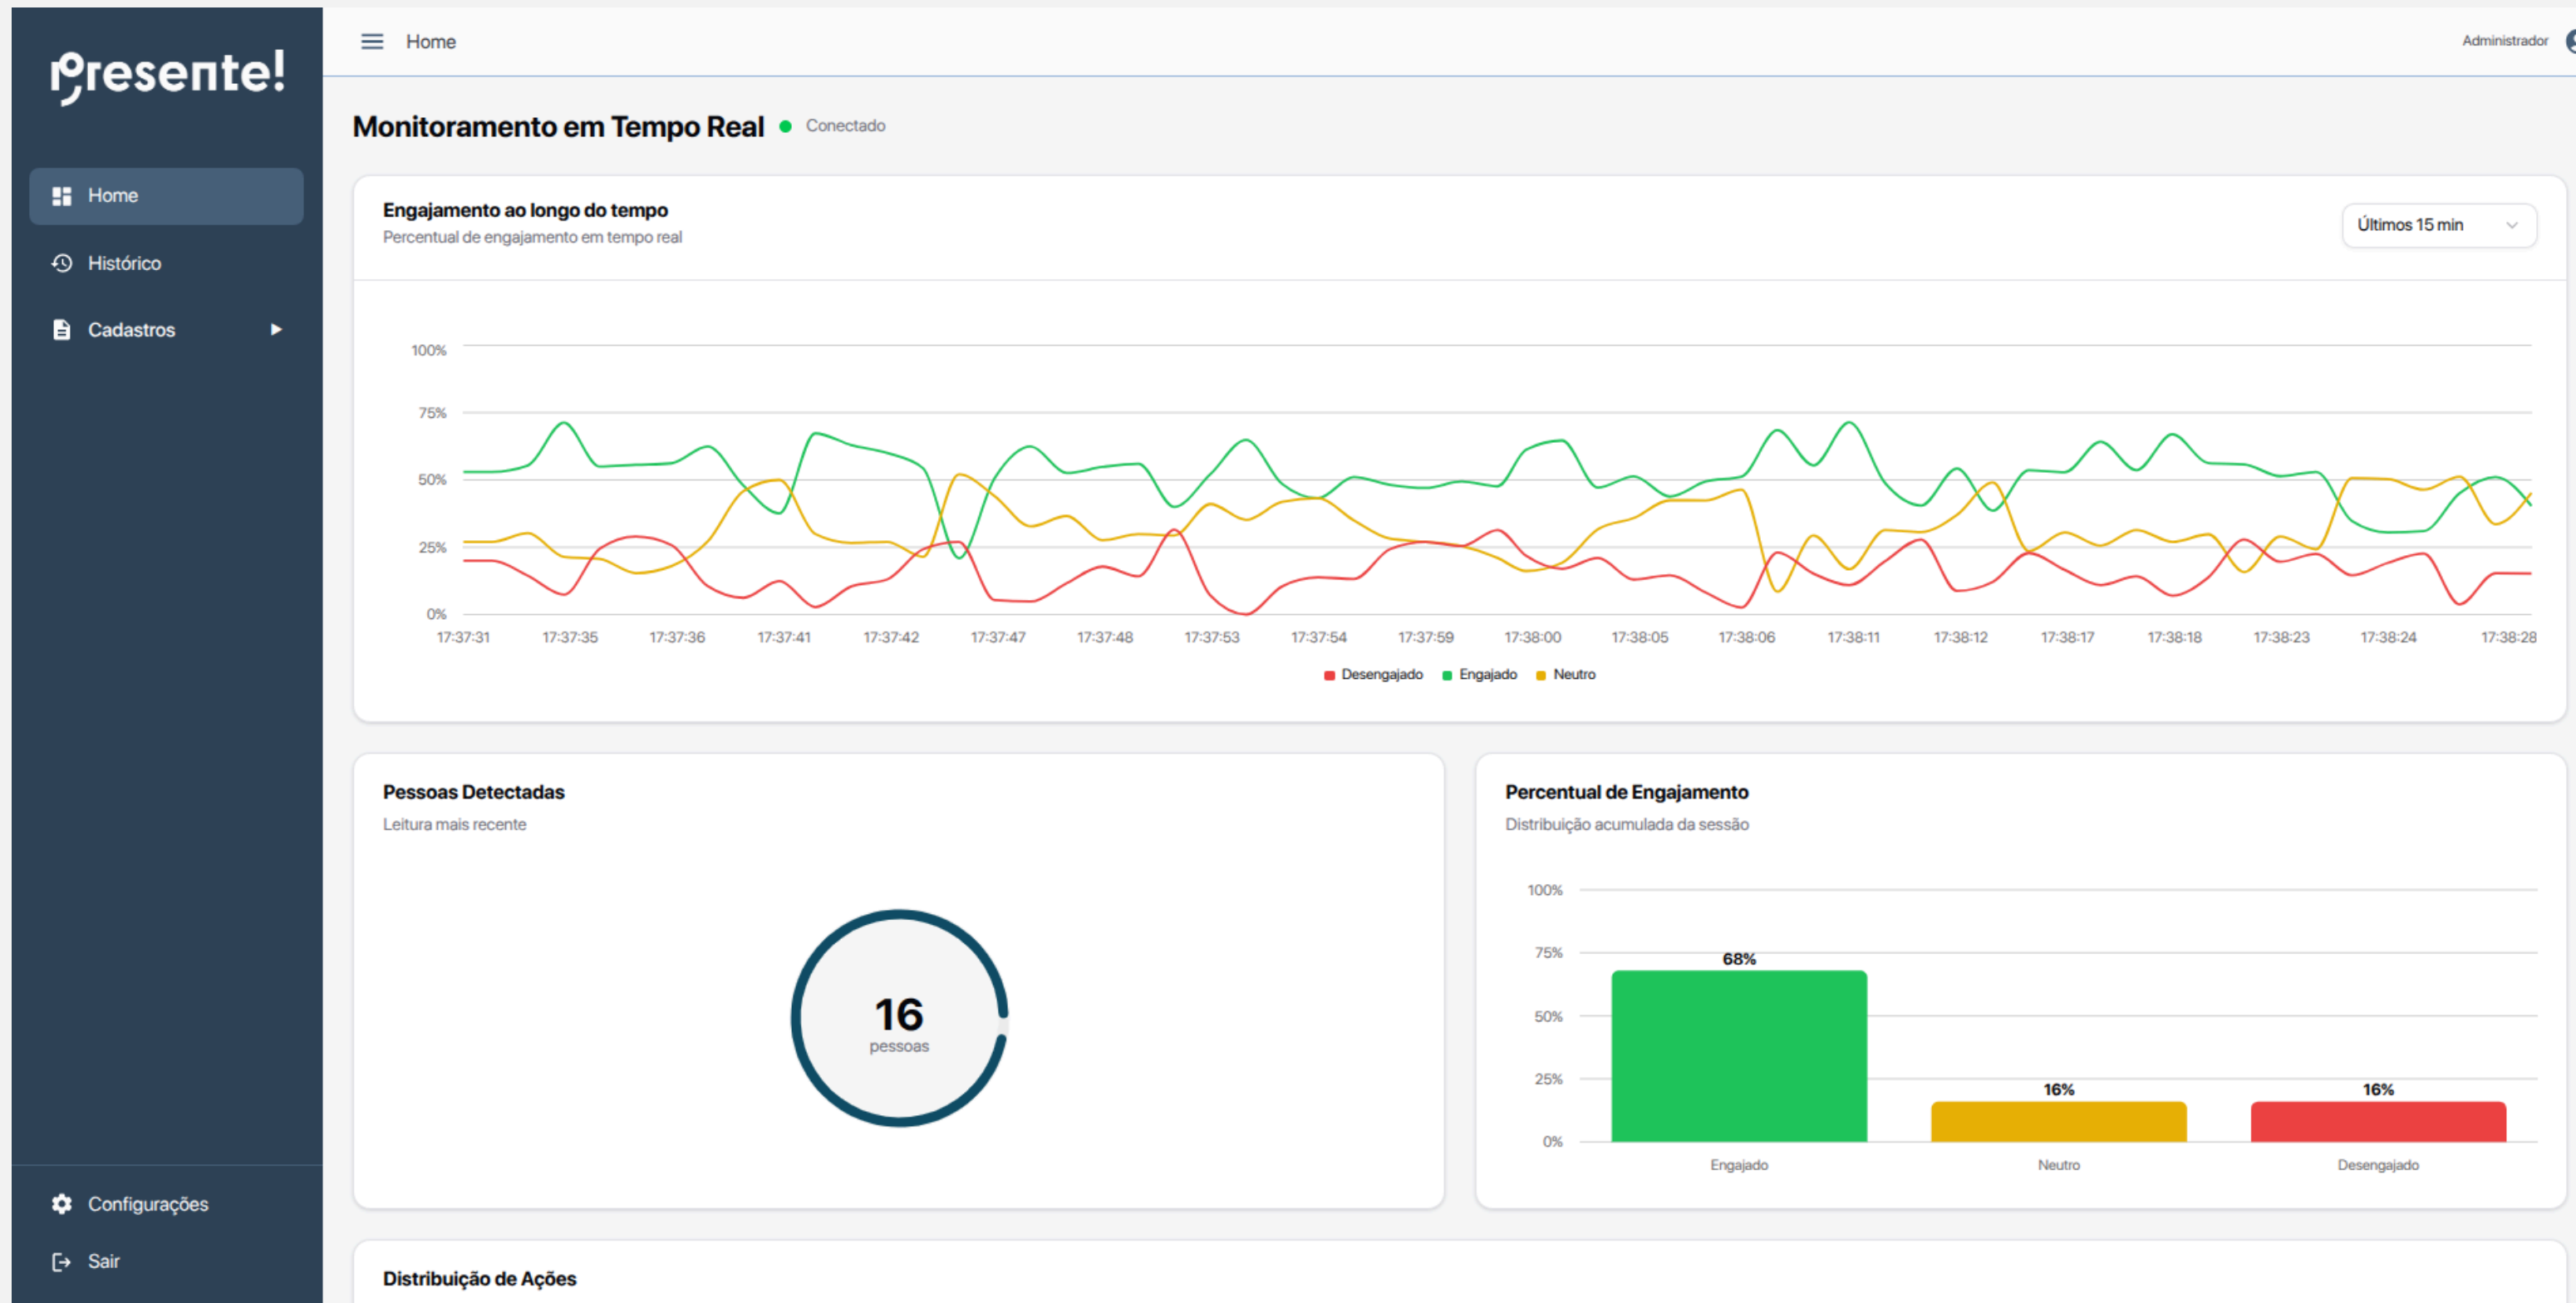 presente!
Home
Histórico
Cadastros
Configurações
Sair
Home
Administrador
Monitoramento em Tempo Real
Conectado
Engajamento ao longo do tempo
Percentual de engajamento em tempo real
Últimos 15 min
100%
75%
50%
25%
0%
17:37:31 17:37:35 17:37:36 17:37:41 17:37:42 17:37:47 17:37:48 17:37:53 17:37:54 17:37:59 17:38:00 17:38:05 17:38:06 17:38:11 17:38:12 17:38:17 17:38:18 17:38:23 17:38:24 17:38:28
Desengajado Engajado Neutro
Pessoas Detectadas
Leitura mais recente
16
pessoas
Percentual de Engajamento
Distribuição acumulada da sessão
100%
75%
50%
25%
0%
68%
16%
16%
Engajado Neutro Desengajado
Distribuição de Ações